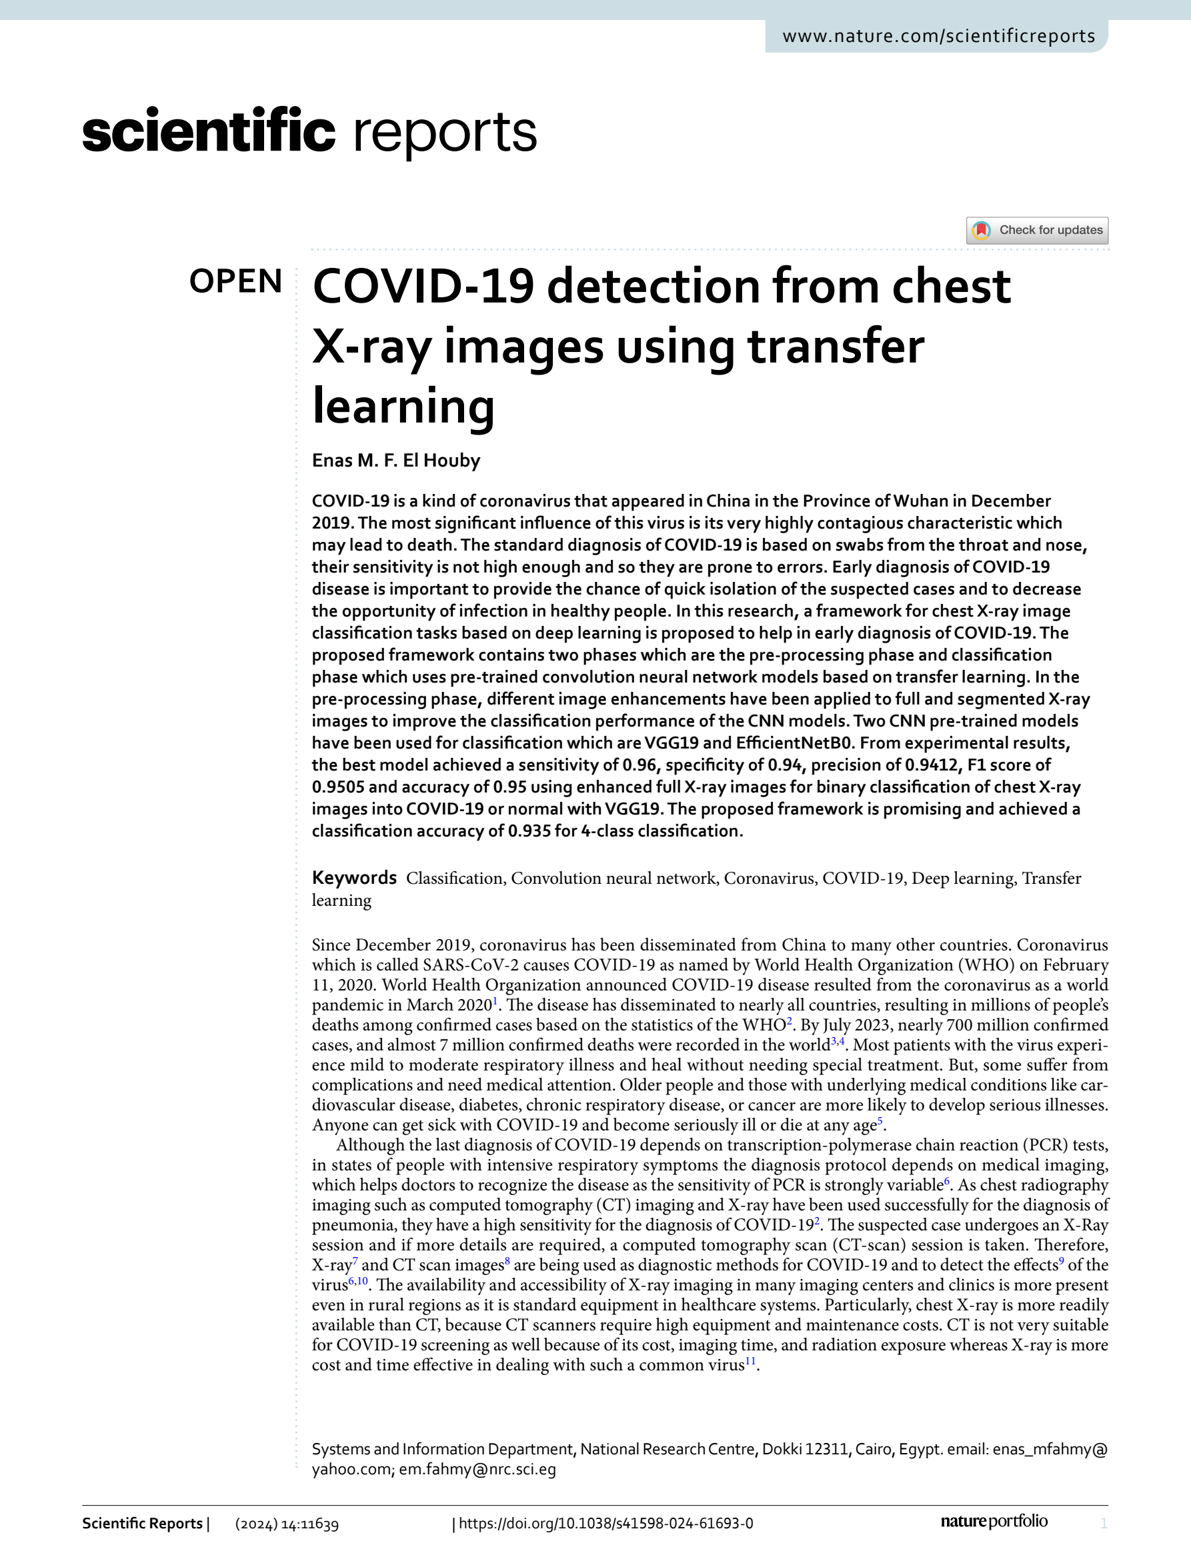 www.nature.com/scientificreports
scientific reports
Check for updates
OPEN
COVID-19 detection from chest
X-ray images using transfer
learning
Enas M. F. El Houby
COVID-19 is a kind of coronavirus that appeared in China in the Province of Wuhan in December
2019. The most significant influence of this virus is its very highly contagious characteristic which
may lead to death. The standard diagnosis of COVID-19 is based on swabs from the throat and nose,
their sensitivity is not high enough and so they are prone to errors. Early diagnosis of COVID-19
disease is important to provide the chance of quick isolation of the suspected cases and to decrease
the opportunity of infection in healthy people. In this research, a framework for chest X-ray image
classification tasks based on deep learning is proposed to help in early diagnosis of COVID-19. The
proposed framework contains two phases which are the pre-processing phase and classification
phase which uses pre-trained convolution neural network models based on transfer learning. In the
pre-processing phase, different image enhancements have been applied to full and segmented X-ray
images to improve the classification performance of the CNN models. Two CNN pre-trained models
have been used for classification which are VGG19 and EfficientNetB0. From experimental results,
the best model achieved a sensitivity of 0.96, specificity of 0.94, precision of 0.9412, F1 score of
0.9505 and accuracy of 0.95 using enhanced full X-ray images for binary classification of chest X-ray
images into COVID-19 or normal with VGG19. The proposed framework is promising and achieved a
classification accuracy of 0.935 for 4-class classification.
Keywords Classification, Convolution neural network, Coronavirus, COVID-19, Deep learning, Transfer
learning
Since December 2019, coronavirus has been disseminated from China to many other countries. Coronavirus
which is called SARS-CoV-2 causes COVID-19 as named by World Health Organization (WHO) on February
11, 2020. World Health Organization announced COVID-19 disease resulted from the coronavirus as a world
pandemic in March 2020¹. The disease has disseminated to nearly all countries, resulting in millions of people's
deaths among confirmed cases based on the statistics of the WHO². By July 2023, nearly 700 million confirmed
cases, and almost 7 million confirmed deaths were recorded in the world³,⁴. Most patients with the virus experi-
ence mild to moderate respiratory illness and heal without needing special treatment. But, some suffer from
complications and need medical attention. Older people and those with underlying medical conditions like car-
diovascular disease, diabetes, chronic respiratory disease, or cancer are more likely to develop serious illnesses.
Anyone can get sick with COVID-19 and become seriously ill or die at any age⁵.
Although the last diagnosis of COVID-19 depends on transcription-polymerase chain reaction (PCR) tests,
in states of people with intensive respiratory symptoms the diagnosis protocol depends on medical imaging,
which helps doctors to recognize the disease as the sensitivity of PCR is strongly variable⁶. As chest radiography
imaging such as computed tomography (CT) imaging and X-ray have been used successfully for the diagnosis of
pneumonia, they have a high sensitivity for the diagnosis of COVID-19². The suspected case undergoes an X-Ray
session and if more details are required, a computed tomography scan (CT-scan) session is taken. Therefore,
X-ray⁷ and CT scan images⁸ are being used as diagnostic methods for COVID-19 and to detect the effects⁹ of the
virus⁶,¹⁰. The availability and accessibility of X-ray imaging in many imaging centers and clinics is more present
even in rural regions as it is standard equipment in healthcare systems. Particularly, chest X-ray is more readily
available than CT, because CT scanners require high equipment and maintenance costs. CT is not very suitable
for COVID-19 screening as well because of its cost, imaging time, and radiation exposure whereas X-ray is more
cost and time effective in dealing with such a common virus¹¹.
Systems and Information Department, National Research Centre, Dokki 12311, Cairo, Egypt. email: enas_mfahmy@
yahoo.com; em.fahmy@nrc.sci.eg
Scientific Reports | (2024) 14:11639 | https://doi.org/10.1038/s41598-024-61693-0 natureportfolio 1